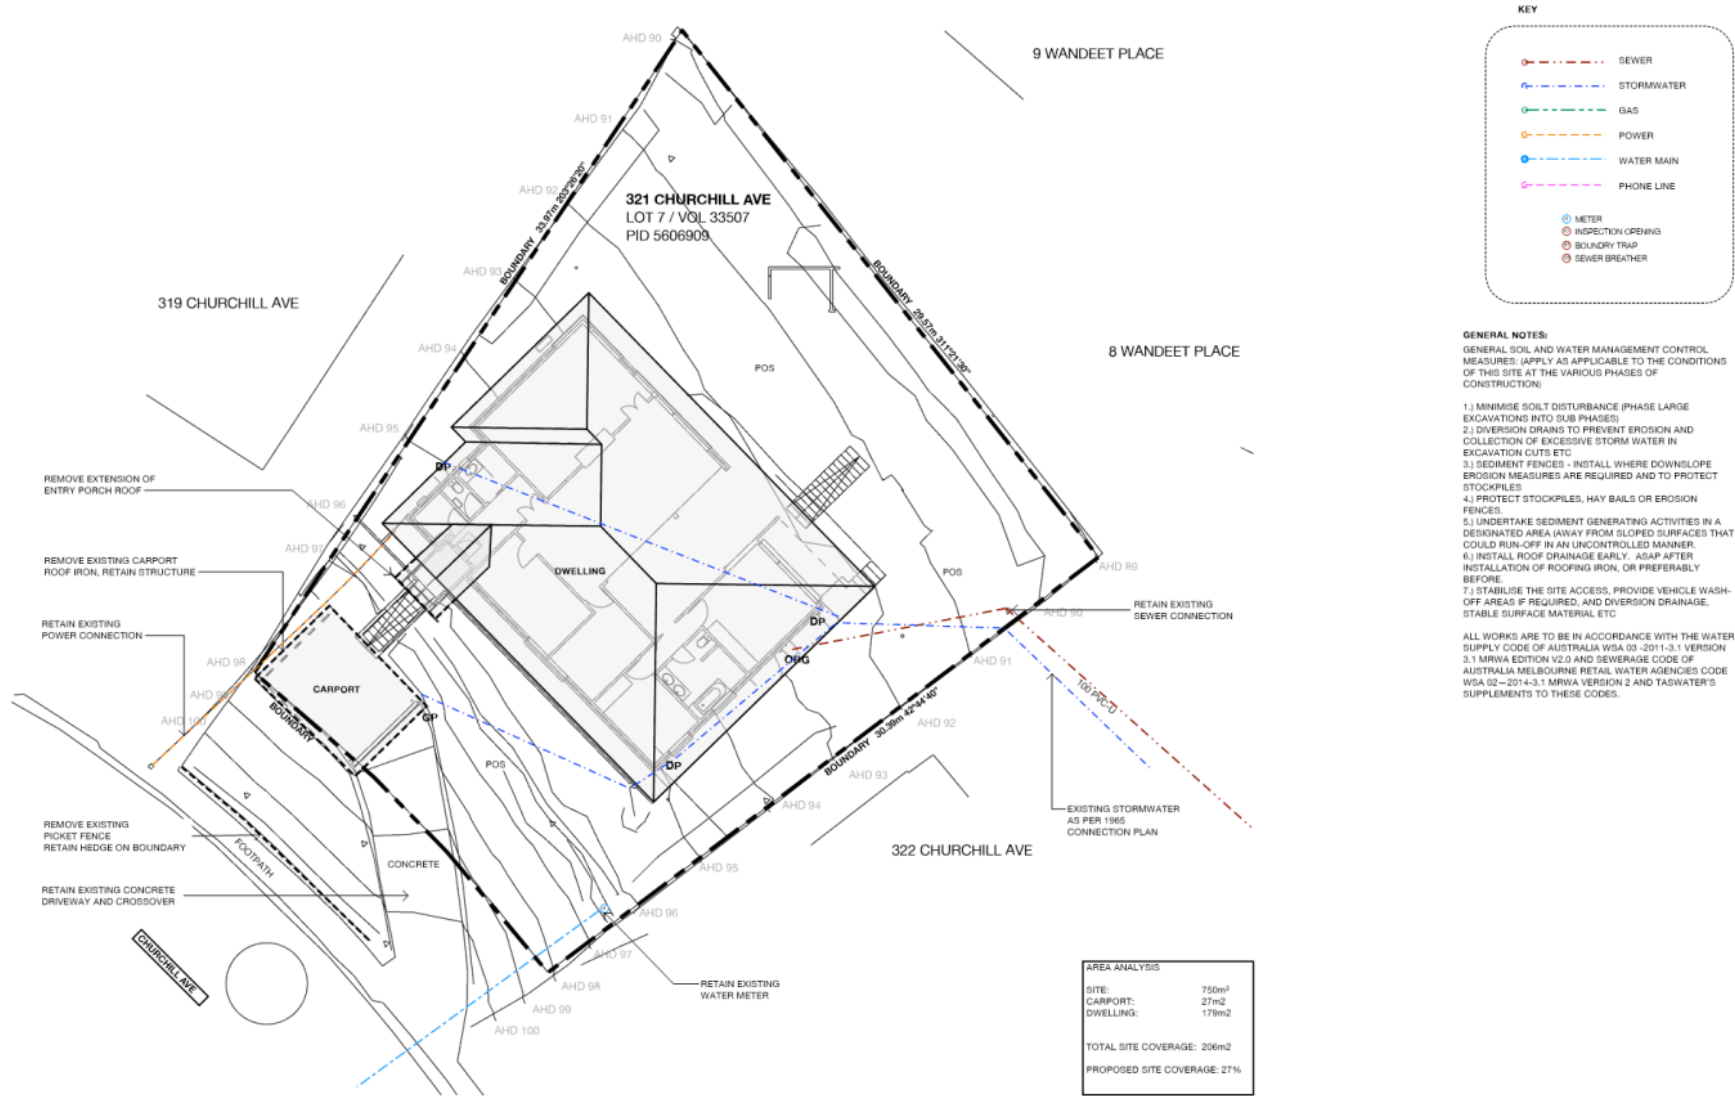 KEY
SEWER
STORMWATER
GAS
POWER
WATER MAIN
PHONE LINE
METER
INSPECTION OPENING
BOUNDRY TRAP
SEWER BREATHER
GENERAL NOTES:
GENERAL SOIL AND WATER MANAGEMENT CONTROL
MEASURES: (APPLY AS APPLICABLE TO THE CONDITIONS
OF THIS SITE AT THE VARIOUS PHASES OF
CONSTRUCTION)
1.) MINIMISE SOILT DISTURBANCE (PHASE LARGE
EXCAVATIONS INTO SUB PHASES)
2.) DIVERSION DRAINS TO PREVENT EROSION AND
COLLECTION OF EXCESSIVE STORM WATER IN
EXCAVATION CUTS ETC
3.) SEDIMENT FENCES - INSTALL WHERE DOWNSLOPE
EROSION MEASURES ARE REQUIRED AND TO PROTECT
STOCKPILES
4.) PROTECT STOCKPILES, HAY BAILS OR EROSION
FENCES.
5.) UNDERTAKE SEDIMENT GENERATING ACTIVITIES IN A
DESIGNATED AREA (AWAY FROM SLOPED SURFACES THAT
COULD RUN-OFF IN AN UNCONTROLLED MANNER.
6.) INSTALL ROOF DRAINAGE EARLY. ASAP AFTER
INSTALLATION OF ROOFING IRON, OR PREFERABLY
BEFORE.
7.) STABILISE THE SITE ACCESS, PROVIDE VEHICLE WASH-
OFF AREAS IF REQUIRED, AND DIVERSION DRAINAGE,
STABLE SURFACE MATERIAL ETC
ALL WORKS ARE TO BE IN ACCORDANCE WITH THE WATER
SUPPLY CODE OF AUSTRALIA WSA 03 -2011-3.1 VERSION
3.1 MRWA EDITION V2.0 AND SEWERAGE CODE OF
AUSTRALIA MELBOURNE RETAIL WATER AGENCIES CODE
WSA 02—2014-3.1 MRWA VERSION 2 AND TASWATER'S
SUPPLEMENTS TO THESE CODES.
9 WANDEET PLACE
8 WANDEET PLACE
319 CHURCHILL AVE
322 CHURCHILL AVE
321 CHURCHILL AVE
LOT 7 / VOL 33507
PID 5606909
AHD 90
AHD 91
AHD 92
AHD 93
AHD 94
AHD 95
AHD 96
AHD 97
AHD 98
AHD 99
AHD 100
BOUNDARY 33.97m 203°26'20"
BOUNDARY 29.57m 311°21'30"
BOUNDARY 30.39m 42°44'40"
BOUNDARY
AHD 89
AHD 90
AHD 91
AHD 92
AHD 93
AHD 94
AHD 95
AHD 96
AHD 97
AHD 98
AHD 99
AHD 100
POS
POS
POS
DP
DP
DP
GP
ORG
DWELLING
CARPORT
CONCRETE
FOOTPATH
CHURCHILL AVE
100 PVC-U
REMOVE EXTENSION OF
ENTRY PORCH ROOF
REMOVE EXISTING CARPORT
ROOF IRON, RETAIN STRUCTURE
RETAIN EXISTING
POWER CONNECTION
REMOVE EXISTING
PICKET FENCE
RETAIN HEDGE ON BOUNDARY
RETAIN EXISTING CONCRETE
DRIVEWAY AND CROSSOVER
RETAIN EXISTING
SEWER CONNECTION
EXISTING STORMWATER
AS PER 1965
CONNECTION PLAN
RETAIN EXISTING
WATER METER
AREA ANALYSIS
SITE: 750m²
CARPORT: 27m2
DWELLING: 179m2
TOTAL SITE COVERAGE: 206m2
PROPOSED SITE COVERAGE: 27%